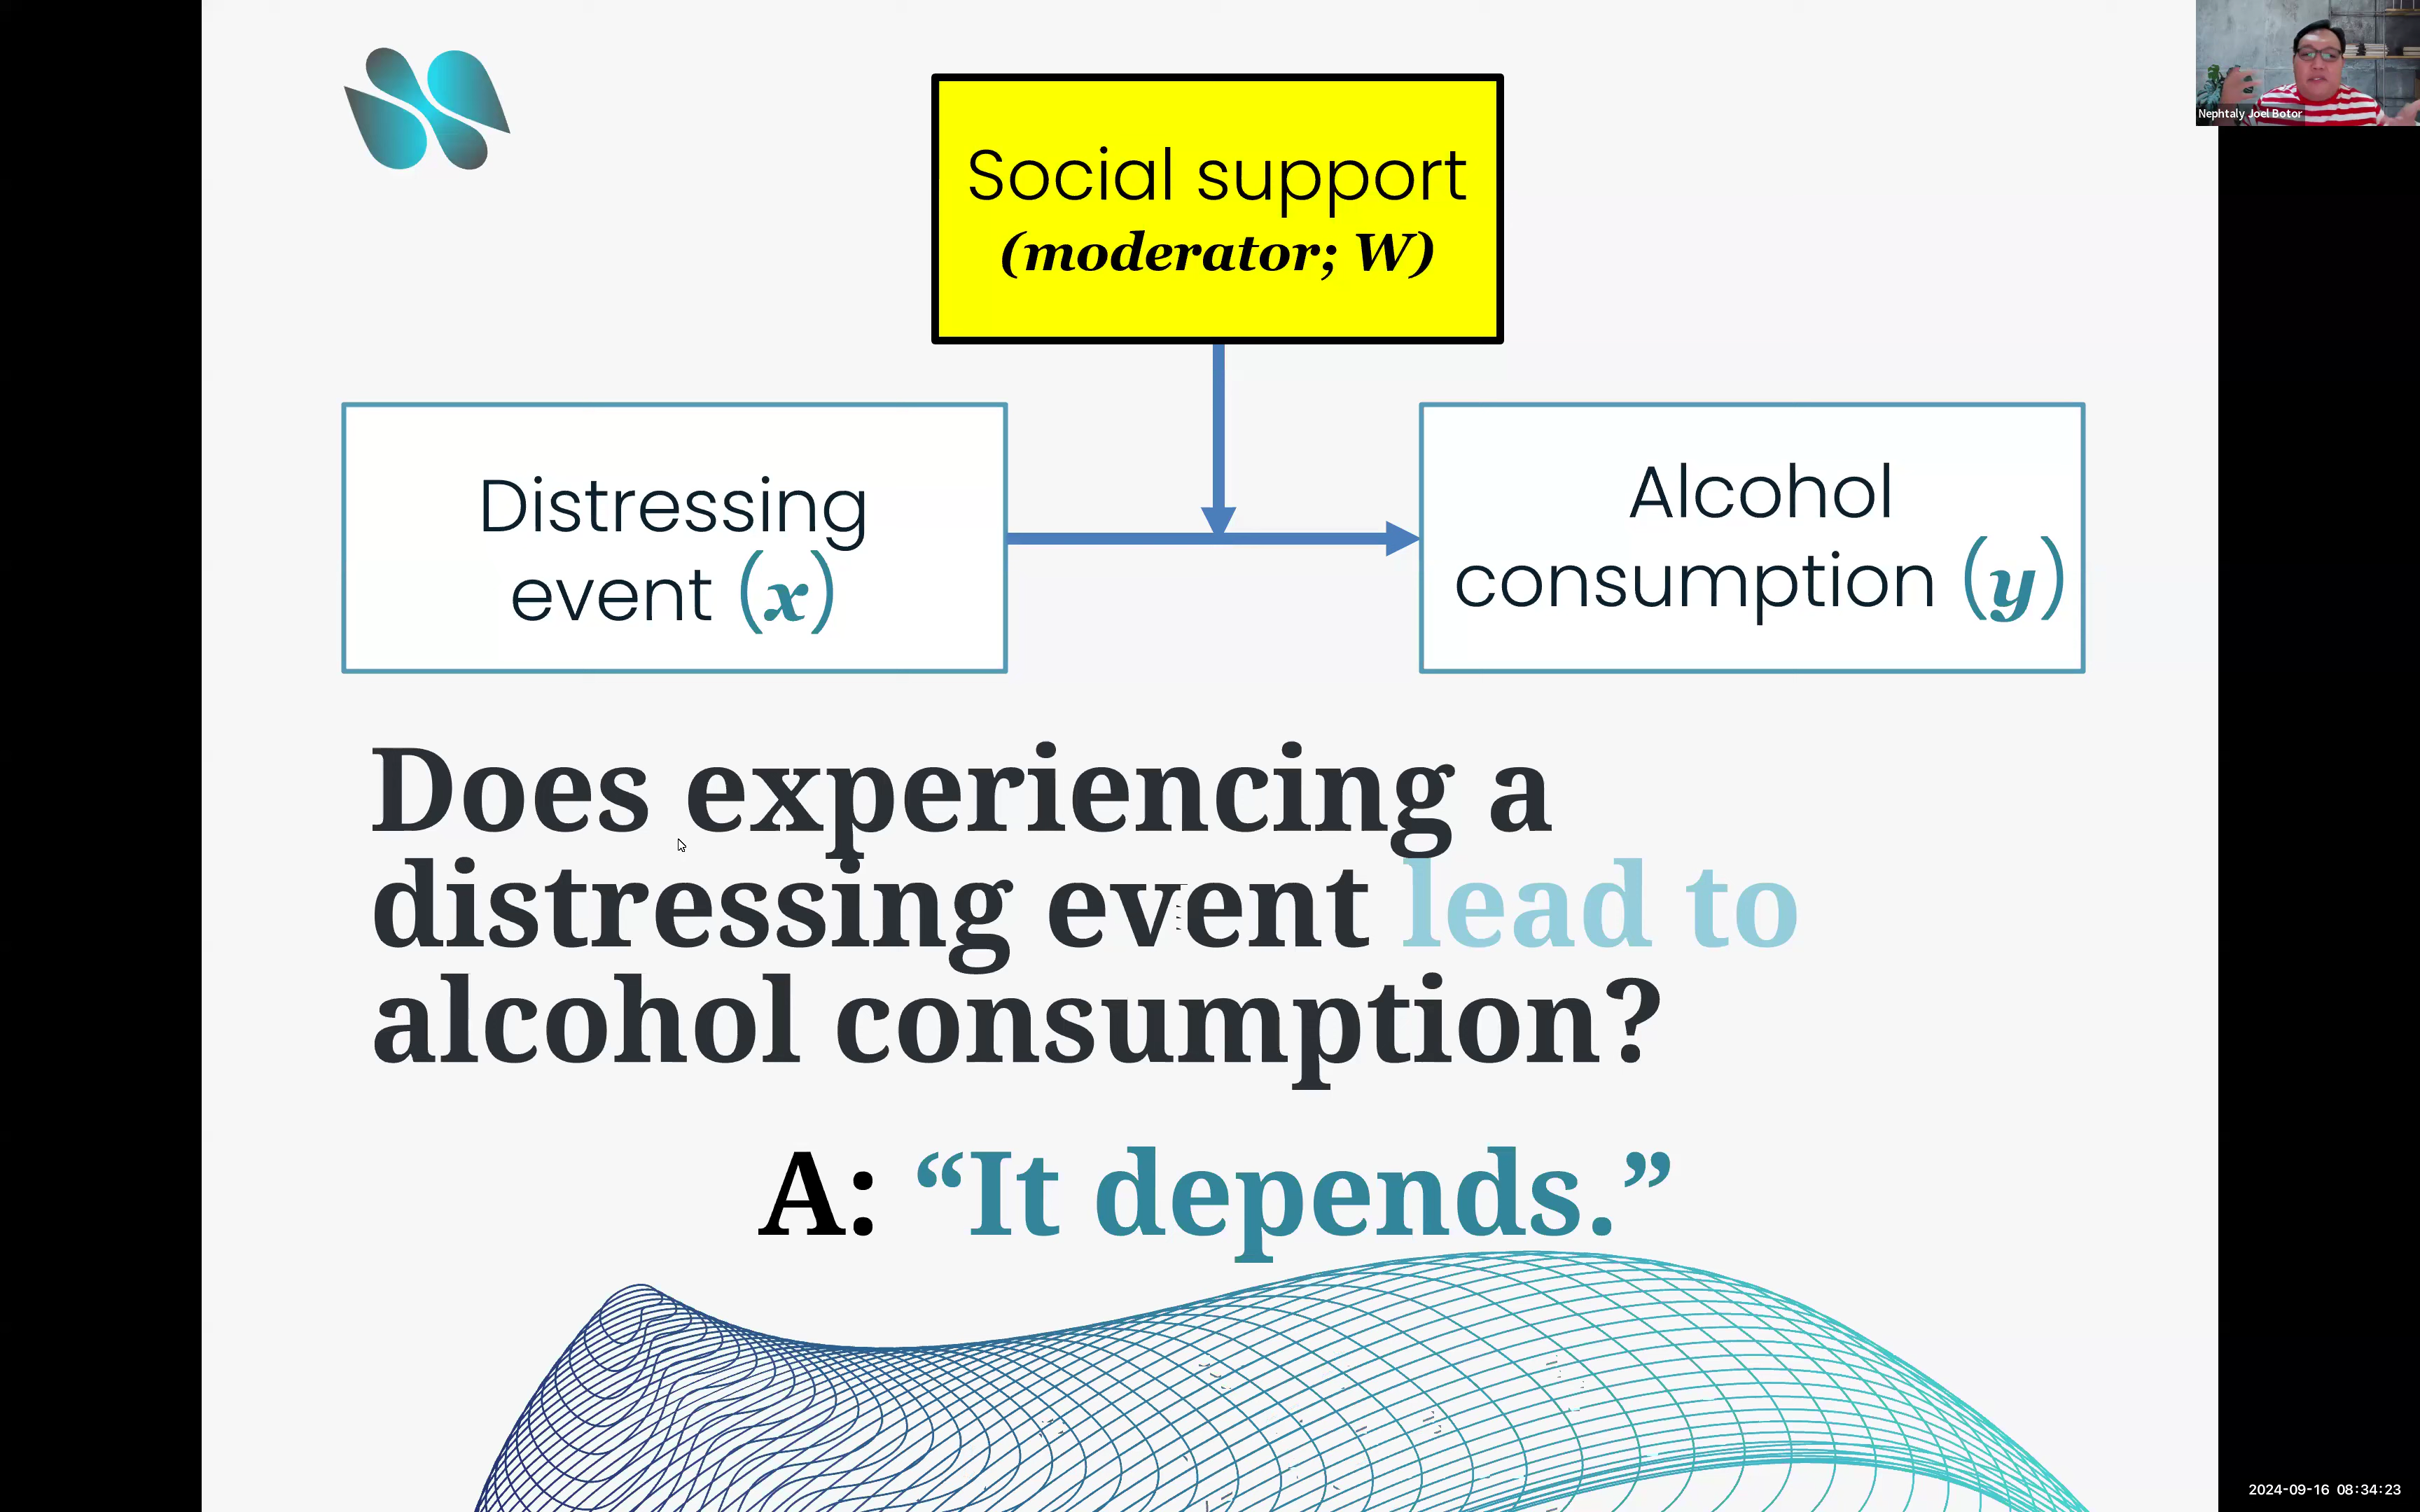 Nephtaly Joel Botor
Social support
(moderator; W)
Distressing
event (x)
Alcohol
consumption (y)
Does experiencing a
distressing event lead to
alcohol consumption?
A: “It depends.”
2024-09-16 08:34:23